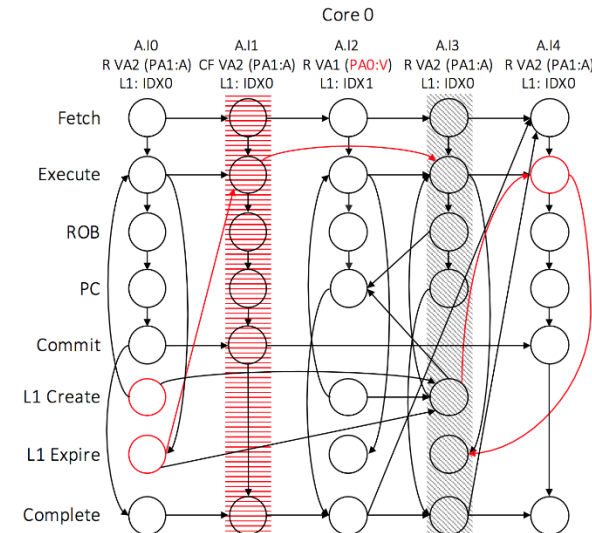 Core 0
A.I0 A.I1 A.I2 A.I3 A.I4
R VA2 (PA1:A) CF VA2 (PA1:A) R VA1 (PA0:V) R VA2 (PA1:A) R VA2 (PA1:A)
L1: IDX0 L1: IDX0 L1: IDX1 L1: IDX0 L1: IDX0
Fetch
Execute
ROB
PC
Commit
L1 Create
L1 Expire
Complete